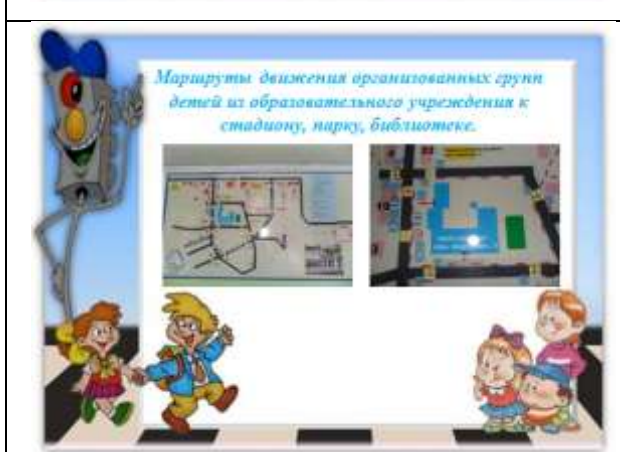 Маршруты движения организованных групп
детей из образовательного учреждения к
стадиону, парку, библиотеке.